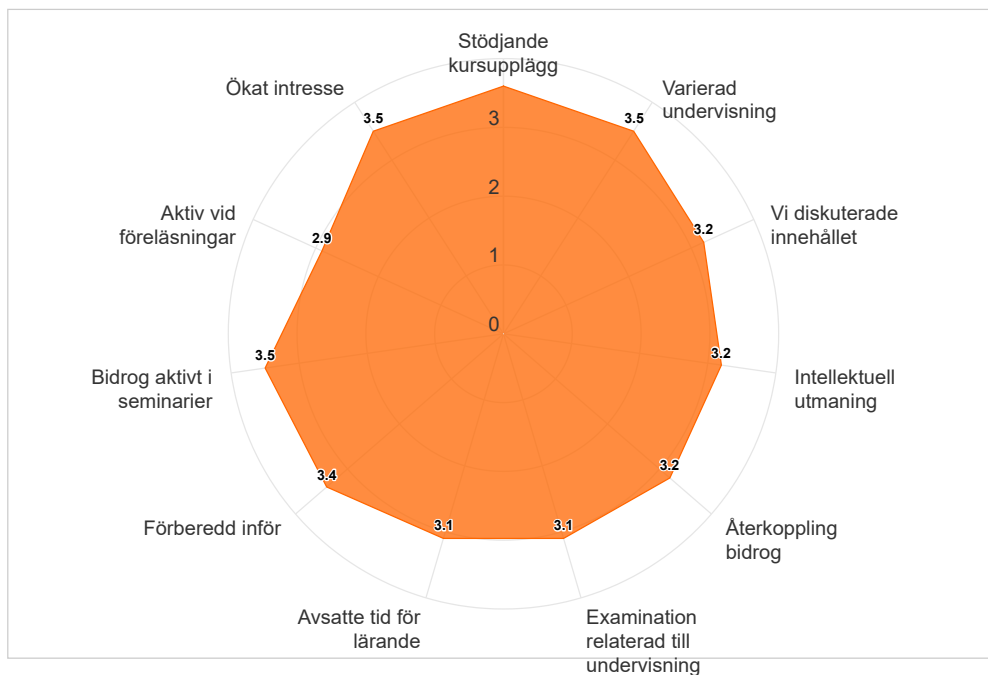 Stödjande
kursupplägg
Ökat intresse
Varierad
undervisning
3.5
3.5
3
Aktiv vid
föreläsningar
2.9
2
3.2
Vi diskuterade
innehållet
1
0
Bidrog aktivt i
seminarier
3.5
3.2
Intellektuell
utmaning
Förberedd inför
3.4
3.2
Återkoppling
bidrog
3.1
3.1
Avsatte tid för
lärande
Examination
relaterad till
undervisning